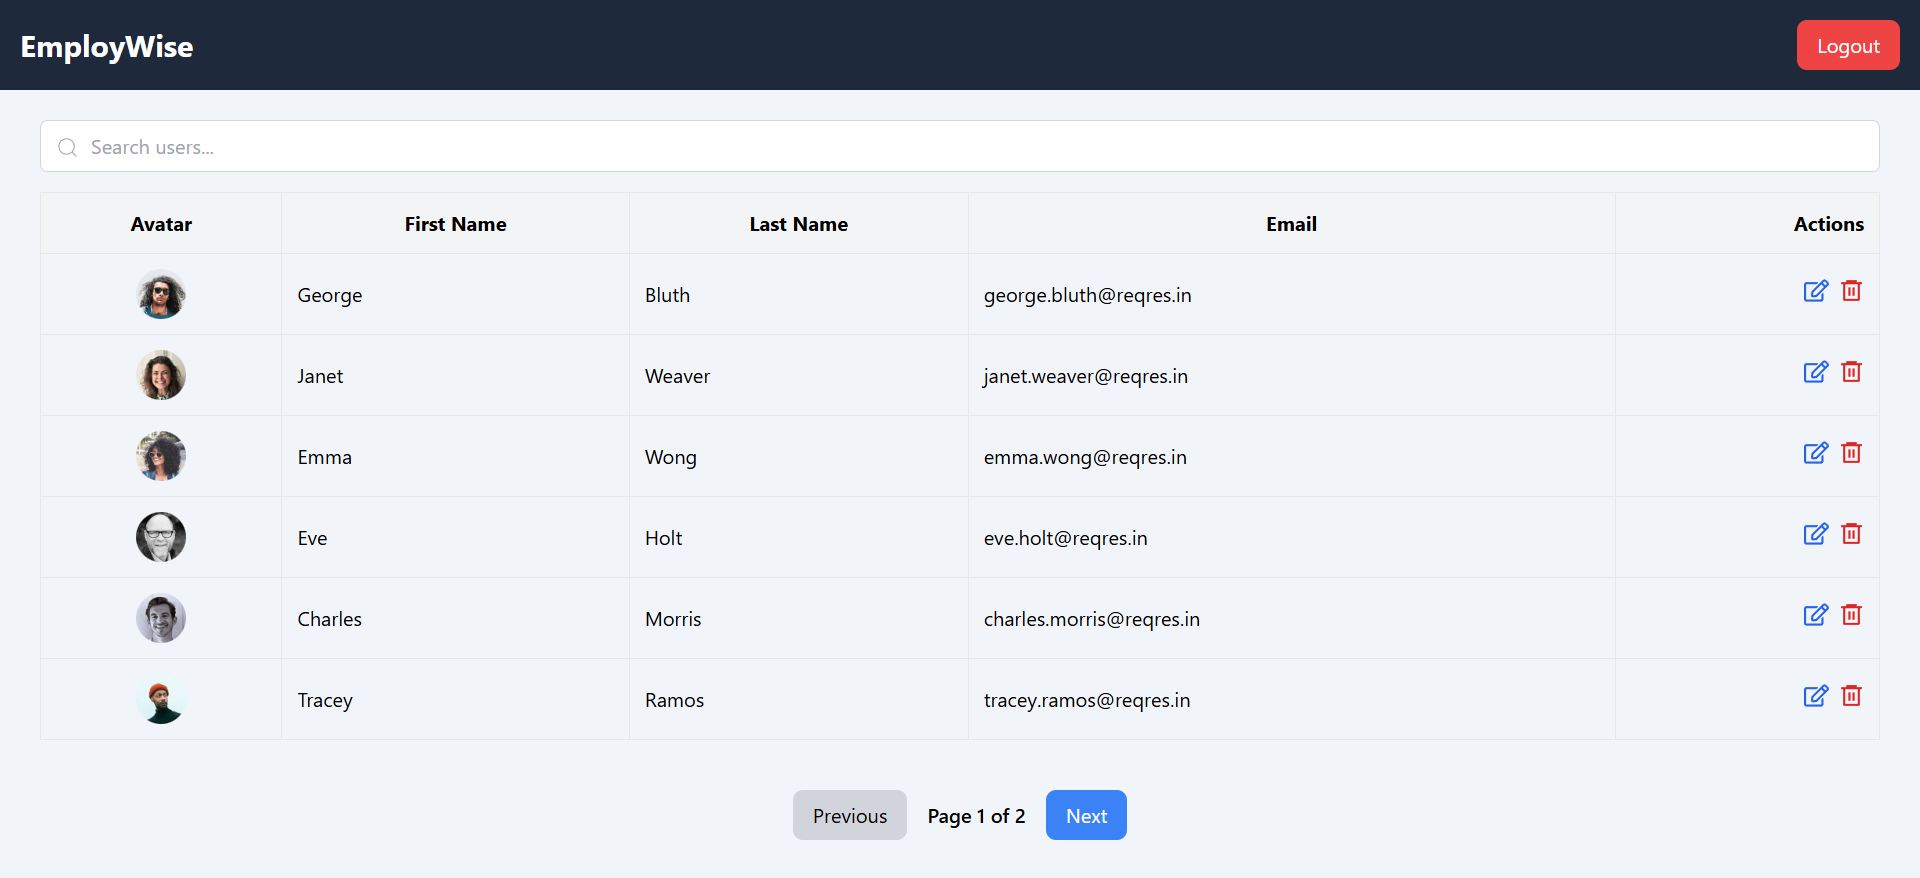 EmployWise
Logout
Search users...
Avatar First Name Last Name Email Actions
George Bluth george.bluth@reqres.in
Janet Weaver janet.weaver@reqres.in
Emma Wong emma.wong@reqres.in
Eve Holt eve.holt@reqres.in
Charles Morris charles.morris@reqres.in
Tracey Ramos tracey.ramos@reqres.in
Previous Page 1 of 2 Next